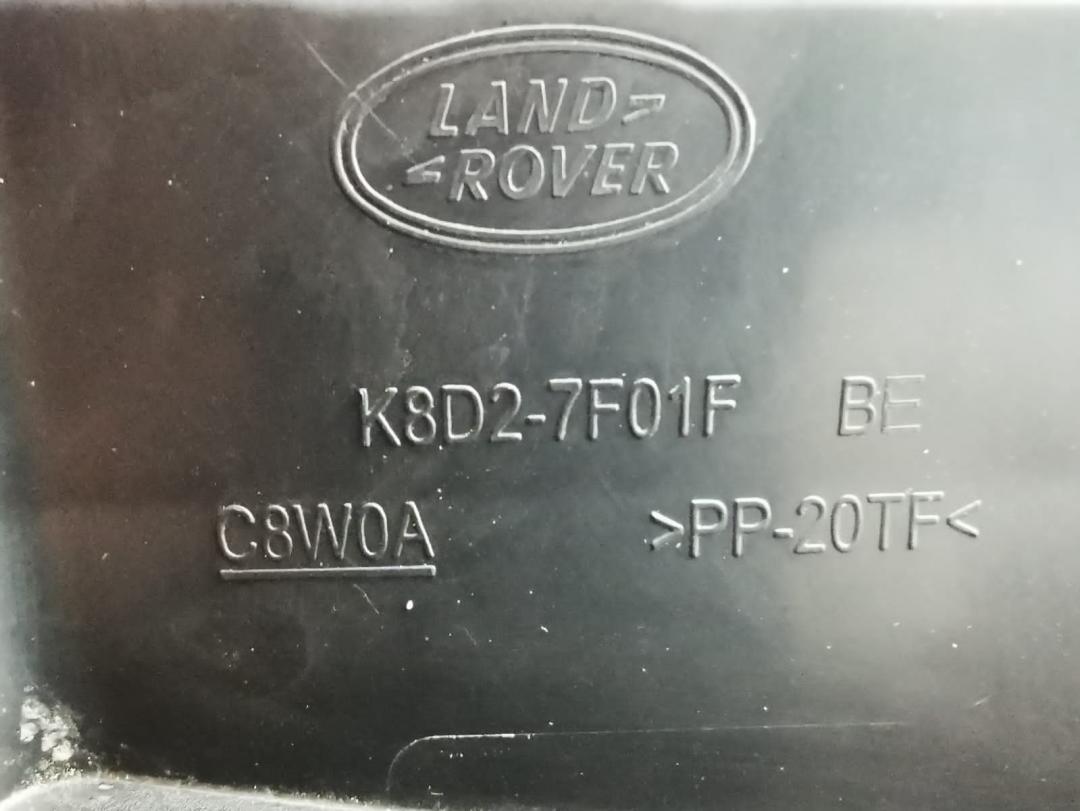 LAND
ROVER
K8D2-7F01F BE
C8W0A >PP-20TF<